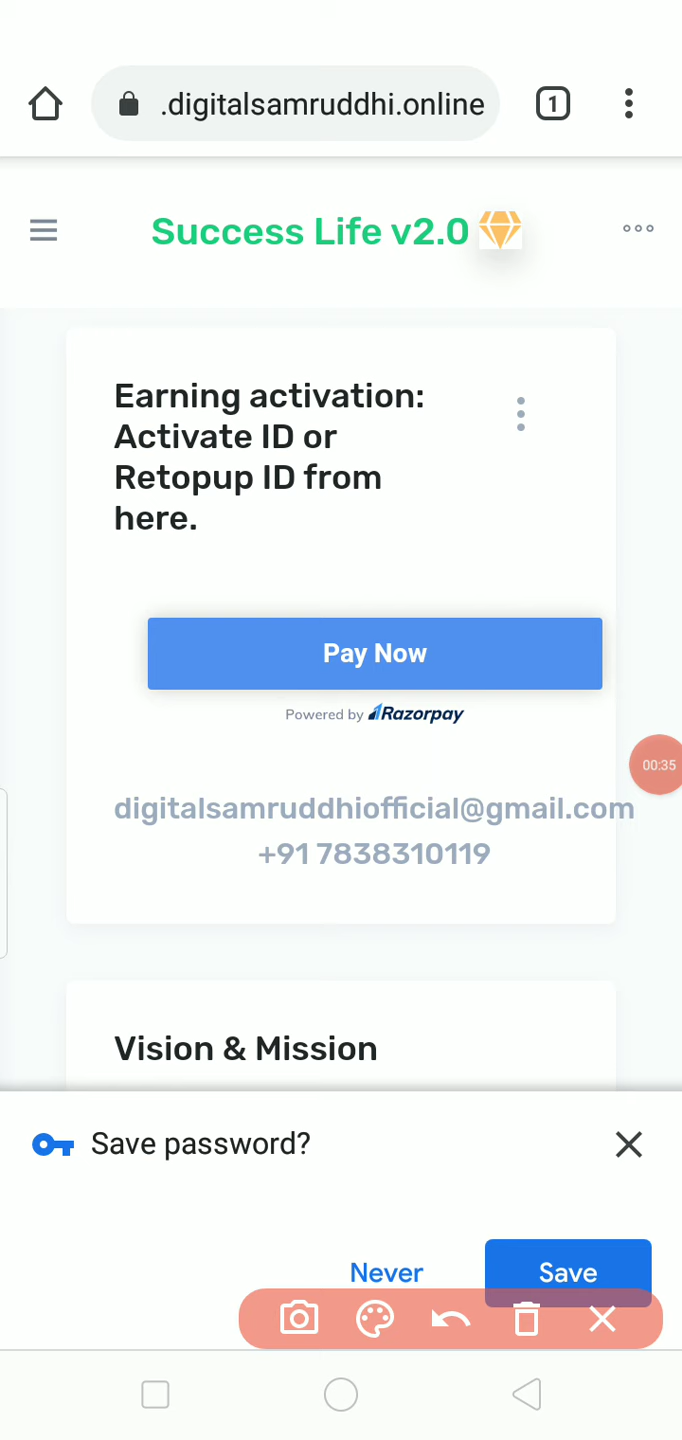 .digitalsamruddhi.online
1
Success Life v2.0
Earning activation:
Activate ID or
Retopup ID from
here.
Pay Now
Powered by Razorpay
00:35
digitalsamruddhiofficial@gmail.com
+91 7838310119
Vision & Mission
Save password?
Never
Save